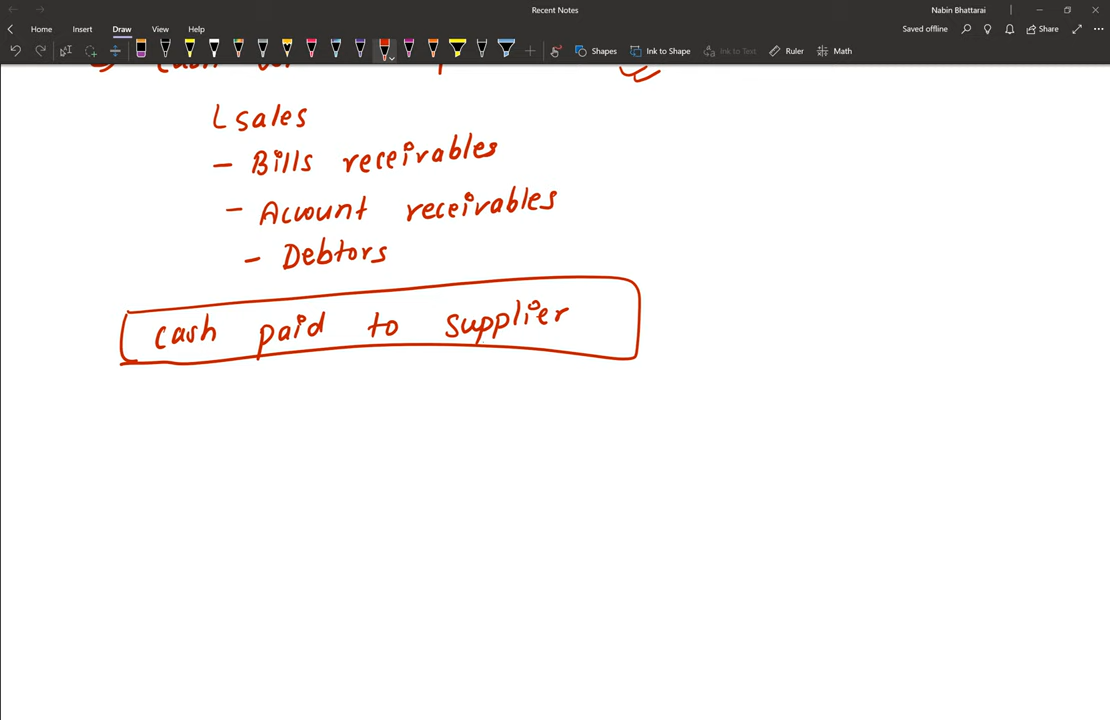 Recent Notes
Nabin Bhattarai
Home Insert Draw View Help
Saved offline
Share
Shapes
Ink to Shape
Ink to Text
Ruler
Math
sales
- Bills receivables
- Account receivables
- Debtors
cash paid to supplier